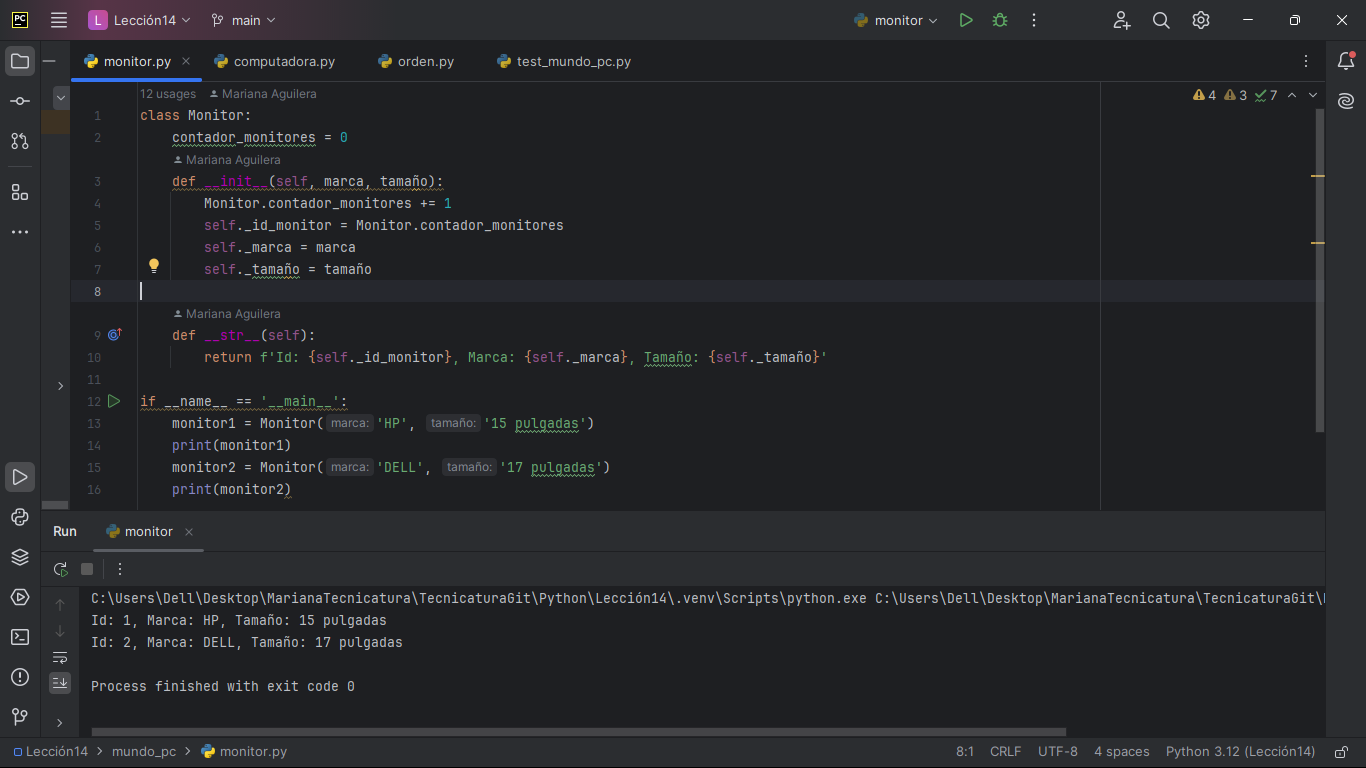 PC L Lección14 main monitor
monitor.py computadora.py orden.py test_mundo_pc.py
12 usages Mariana Aguilera 4 3 7
1 class Monitor:
2 contador_monitores = 0
Mariana Aguilera
3 def __init__(self, marca, tamaño):
4 Monitor.contador_monitores += 1
5 self._id_monitor = Monitor.contador_monitores
6 self._marca = marca
7 self._tamaño = tamaño
8
Mariana Aguilera
9 def __str__(self):
10 return f'Id: {self._id_monitor}, Marca: {self._marca}, Tamaño: {self._tamaño}'
11
12 if __name__ == '__main__':
13 monitor1 = Monitor( marca: 'HP', tamaño: '15 pulgadas')
14 print(monitor1)
15 monitor2 = Monitor( marca: 'DELL', tamaño: '17 pulgadas')
16 print(monitor2)
Run monitor
C:\Users\Dell\Desktop\MarianaTecnicatura\TecnicaturaGit\Python\Lección14\.venv\Scripts\python.exe C:\Users\Dell\Desktop\MarianaTecnicatura\TecnicaturaGit\
Id: 1, Marca: HP, Tamaño: 15 pulgadas
Id: 2, Marca: DELL, Tamaño: 17 pulgadas
Process finished with exit code 0
Lección14 > mundo_pc > monitor.py 8:1 CRLF UTF-8 4 spaces Python 3.12 (Lección14)